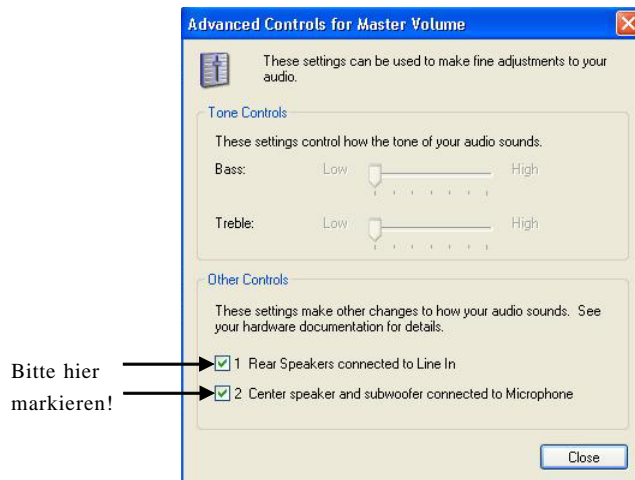 Advanced Controls for Master Volume
These settings can be used to make fine adjustments to your
audio.
Tone Controls
These settings control how the tone of your audio sounds.
Bass: Low High
Treble: Low High
Other Controls
These settings make other changes to how your audio sounds. See
your hardware documentation for details.
1 Rear Speakers connected to Line In
2 Center speaker and subwoofer connected to Microphone
Bitte hier
markieren!
Close